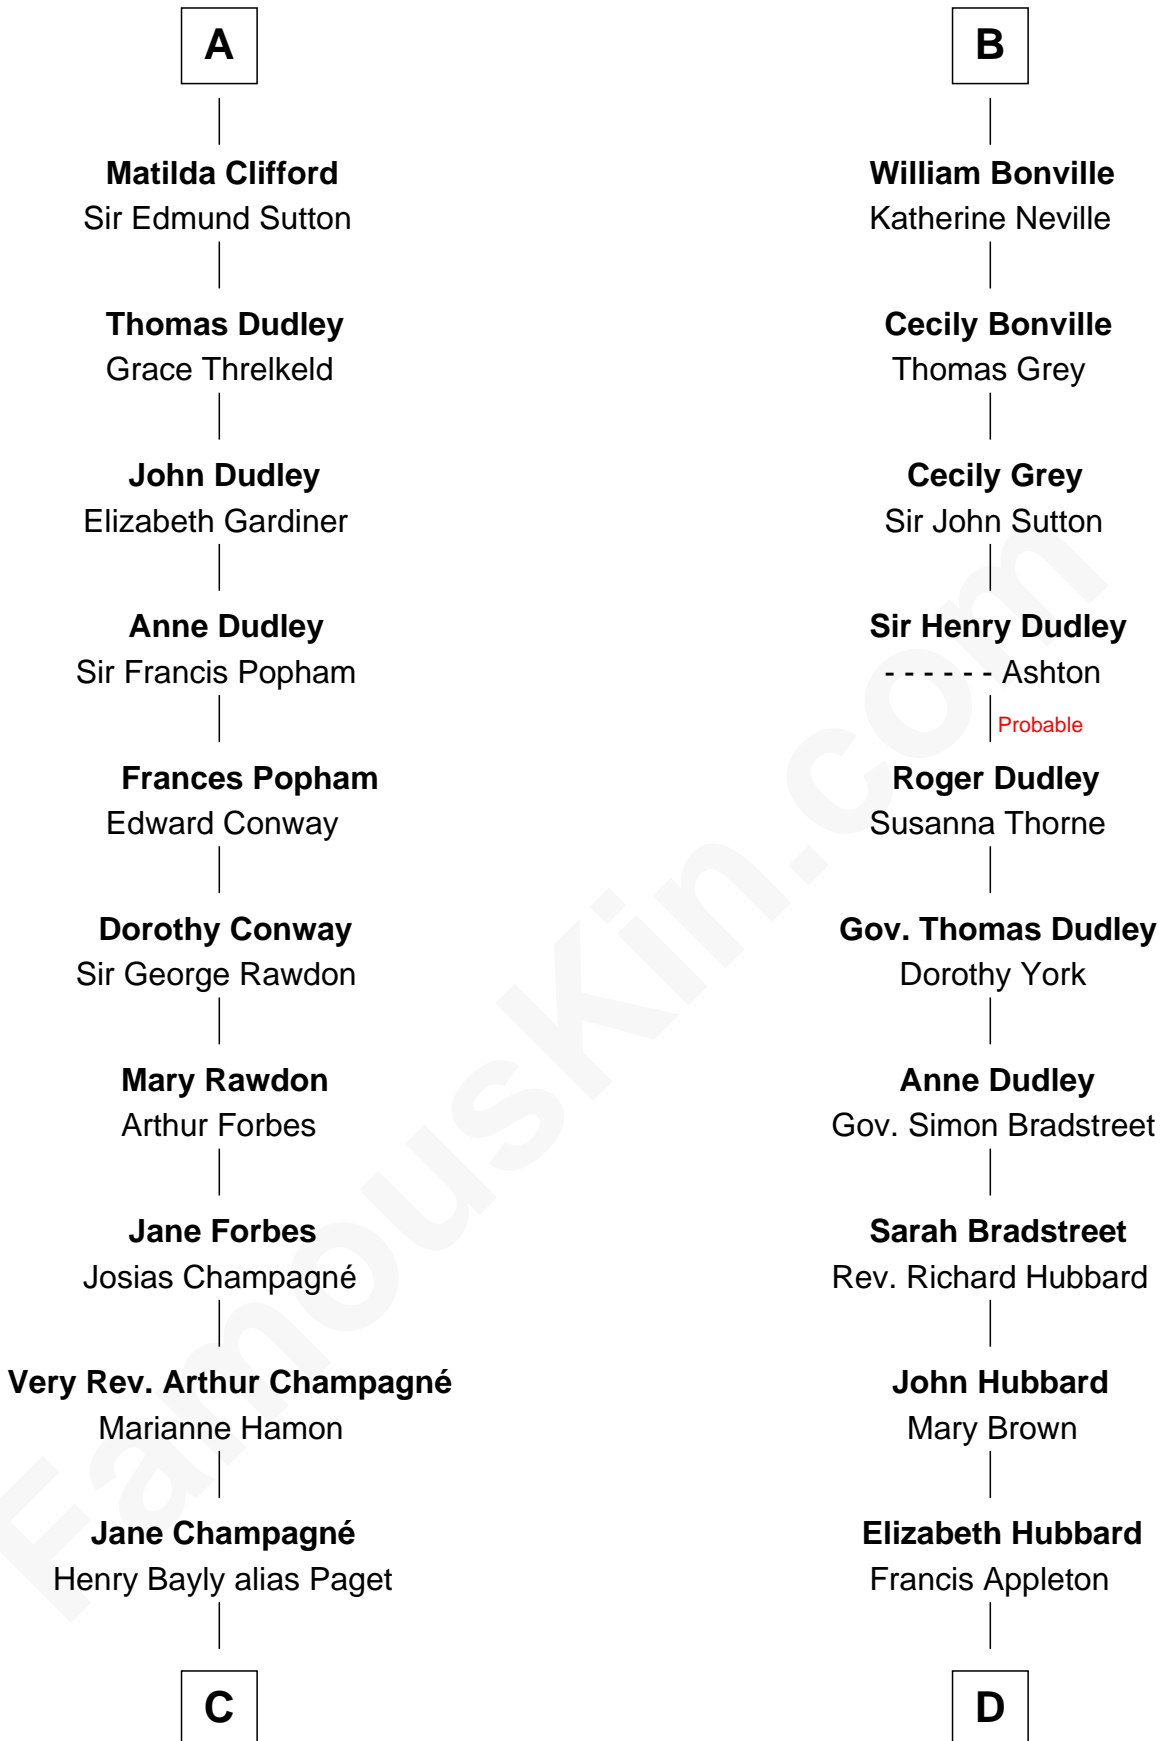 A
Matilda Clifford
Sir Edmund Sutton
Thomas Dudley
Grace Threlkeld
John Dudley
Elizabeth Gardiner
Anne Dudley
Sir Francis Popham
Frances Popham
Edward Conway
Dorothy Conway
Sir George Rawdon
Mary Rawdon
Arthur Forbes
Jane Forbes
Josias Champagné
Very Rev. Arthur Champagné
Marianne Hamon
Jane Champagné
Henry Bayly alias Paget
C
B
William Bonville
Katherine Neville
Cecily Bonville
Thomas Grey
Cecily Grey
Sir John Sutton
Sir Henry Dudley
- - - - - - Ashton
Probable
Roger Dudley
Susanna Thorne
Gov. Thomas Dudley
Dorothy York
Anne Dudley
Gov. Simon Bradstreet
Sarah Bradstreet
Rev. Richard Hubbard
John Hubbard
Mary Brown
Elizabeth Hubbard
Francis Appleton
D
FamousKin.com